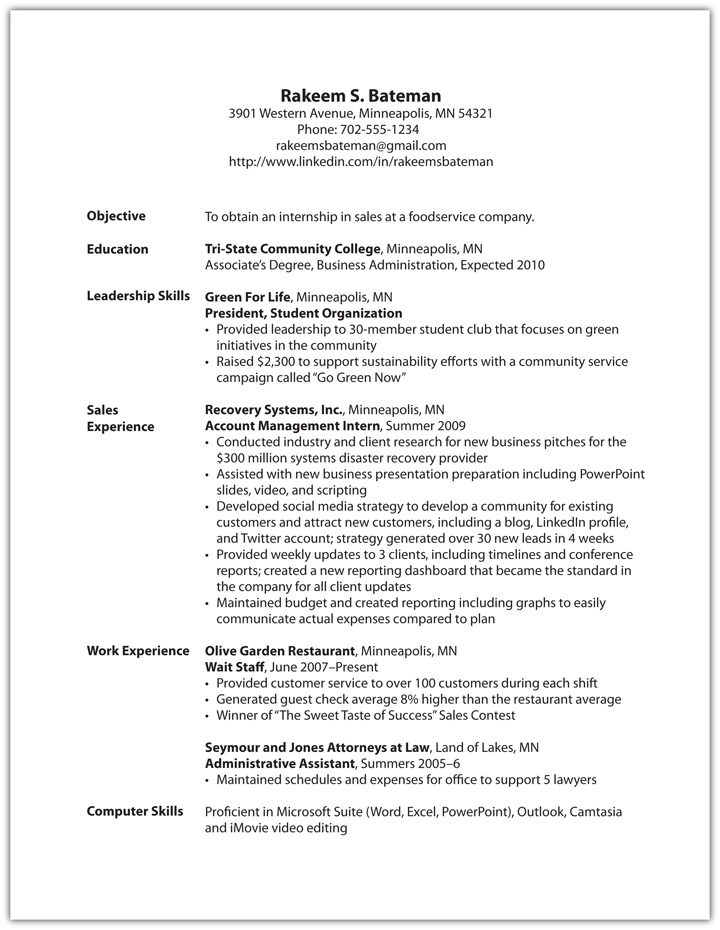 Rakeem S. Bateman
3901 Western Avenue, Minneapolis, MN 54321
Phone: 702-555-1234
rakeemsbateman@gmail.com
http://www.linkedin.com/in/rakeemsbateman
Objective To obtain an internship in sales at a foodservice company.
Education Tri-State Community College, Minneapolis, MN
Associate's Degree, Business Administration, Expected 2010
Leadership Skills Green For Life, Minneapolis, MN
President, Student Organization
• Provided leadership to 30-member student club that focuses on green
initiatives in the community
• Raised $2,300 to support sustainability efforts with a community service
campaign called “Go Green Now”
Sales Recovery Systems, Inc., Minneapolis, MN
Experience Account Management Intern, Summer 2009
• Conducted industry and client research for new business pitches for the
$300 million systems disaster recovery provider
• Assisted with new business presentation preparation including PowerPoint
slides, video, and scripting
• Developed social media strategy to develop a community for existing
customers and attract new customers, including a blog, LinkedIn profile,
and Twitter account; strategy generated over 30 new leads in 4 weeks
• Provided weekly updates to 3 clients, including timelines and conference
reports; created a new reporting dashboard that became the standard in
the company for all client updates
• Maintained budget and created reporting including graphs to easily
communicate actual expenses compared to plan
Work Experience Olive Garden Restaurant, Minneapolis, MN
Wait Staff, June 2007–Present
• Provided customer service to over 100 customers during each shift
• Generated guest check average 8% higher than the restaurant average
• Winner of “The Sweet Taste of Success” Sales Contest
Seymour and Jones Attorneys at Law, Land of Lakes, MN
Administrative Assistant, Summers 2005–6
• Maintained schedules and expenses for office to support 5 lawyers
Computer Skills Proficient in Microsoft Suite (Word, Excel, PowerPoint), Outlook, Camtasia
and iMovie video editing